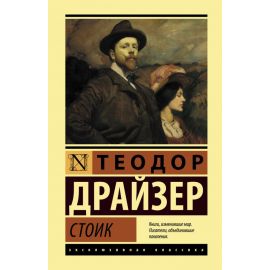 N
ТЕОДОР
ДРАЙЗЕР
СТОИК
Книги, изменившие мир.
Писатели, объединившие
поколения.
ЭКСКЛЮЗИВНАЯ КЛАССИКА